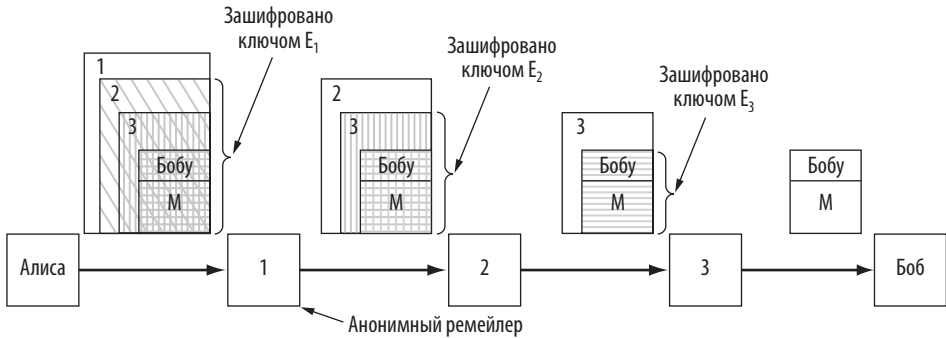 Зашифровано
ключом E₁
Зашифровано
ключом E₂
Зашифровано
ключом E₃
1
2
3
Бобу
М
2
3
Бобу
М
3
Бобу
М
Бобу
М
Алиса
1
2
3
Боб
Анонимный ремейлер